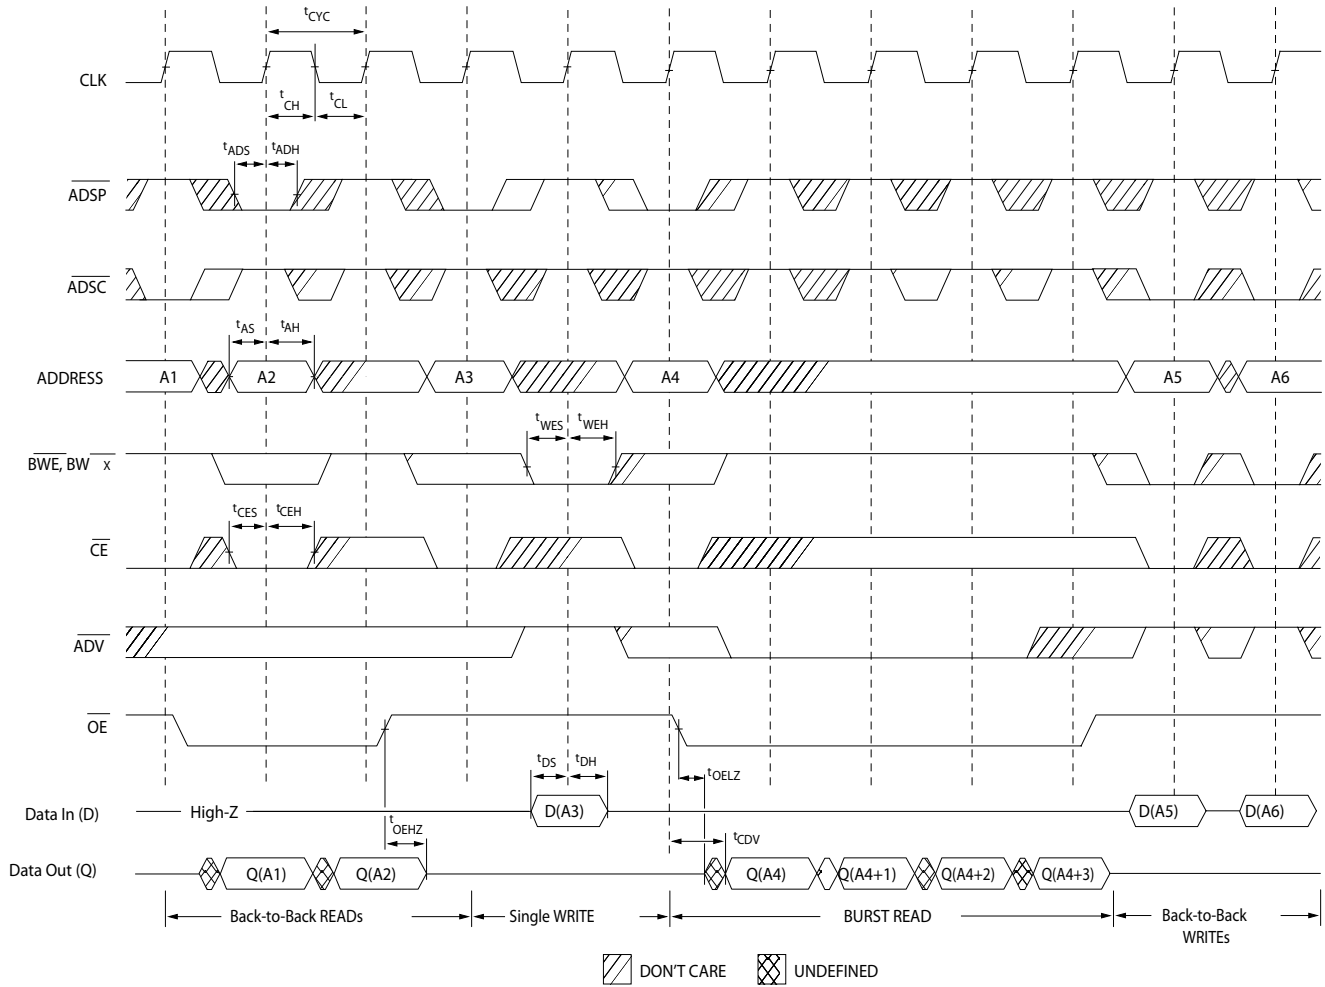 tCYC
CLK
tCH tCL
tADS tADH
ADSP
ADSC
tAS tAH
ADDRESS A1 A2 A3 A4 A5 A6
tWES tWEH
BWE, BW X
tCES tCEH
CE
ADV
OE
tDS tDH tOELZ
Data In (D) High-Z D(A3) D(A5) D(A6)
tOEHZ tCDV
Data Out (Q) Q(A1) Q(A2) Q(A4) Q(A4+1) Q(A4+2) Q(A4+3)
Back-to-Back READs Single WRITE BURST READ Back-to-Back
WRITEs
DON'T CARE UNDEFINED